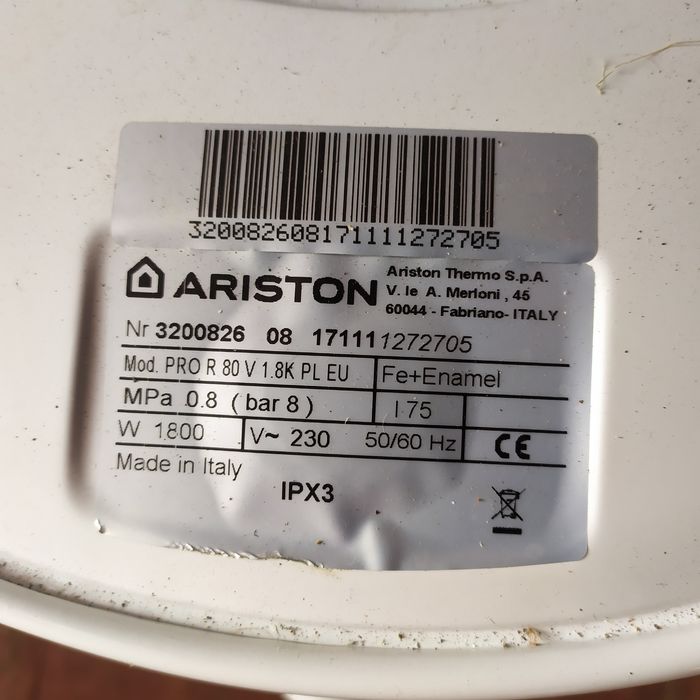 32008260817111​1272705
ARISTON
Ariston Thermo S.p.A.
V. le A. Merloni , 45
60044 - Fabriano- ITALY
Nr 3200826 08 171111272705
Mod. PRO R 80 V 1.8K PL EU
Fe+Enamel
MPa 0.8 ( bar 8 )
l 75
W 1800
V~ 230 50/60 Hz
CE
Made in Italy
IPX3